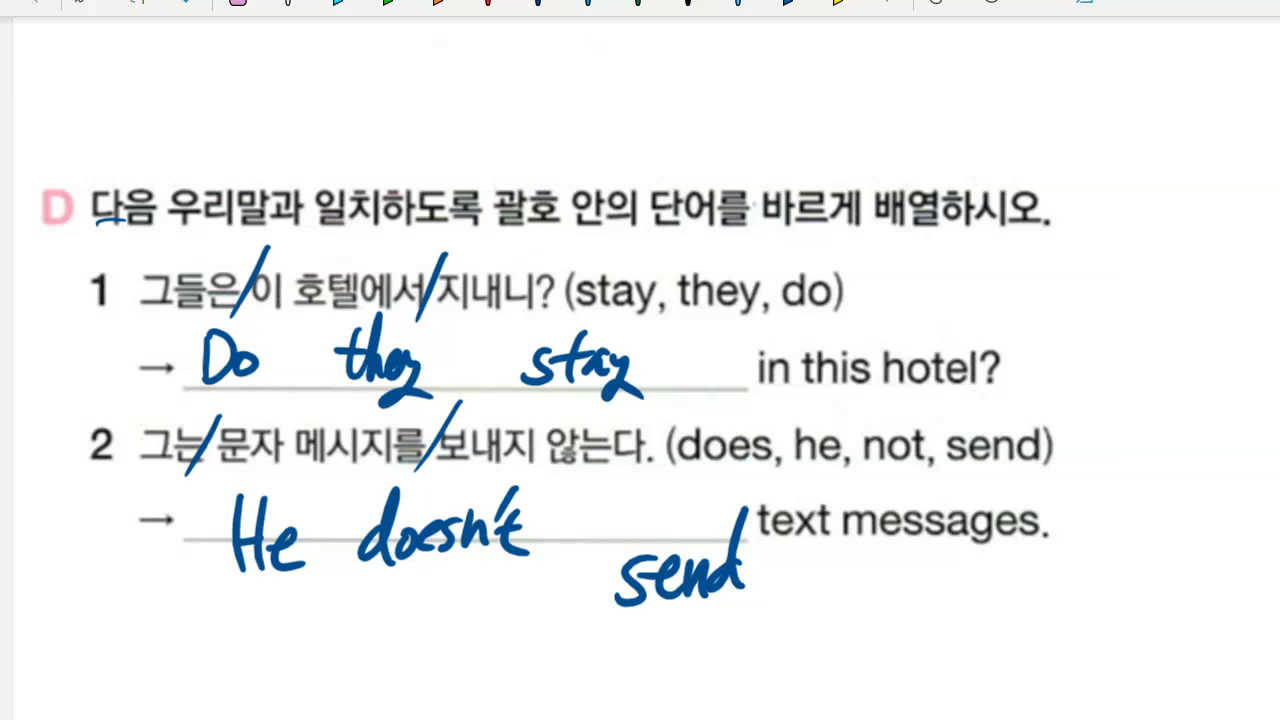 D 다음 우리말과 일치하도록 괄호 안의 단어를 바르게 배열하시오.
1 그들은/이 호텔에서/지내니? (stay, they, do)
→ Do they stay in this hotel?
2 그는/문자 메시지를/보내지 않는다. (does, he, not, send)
→ He doesn't send text messages.